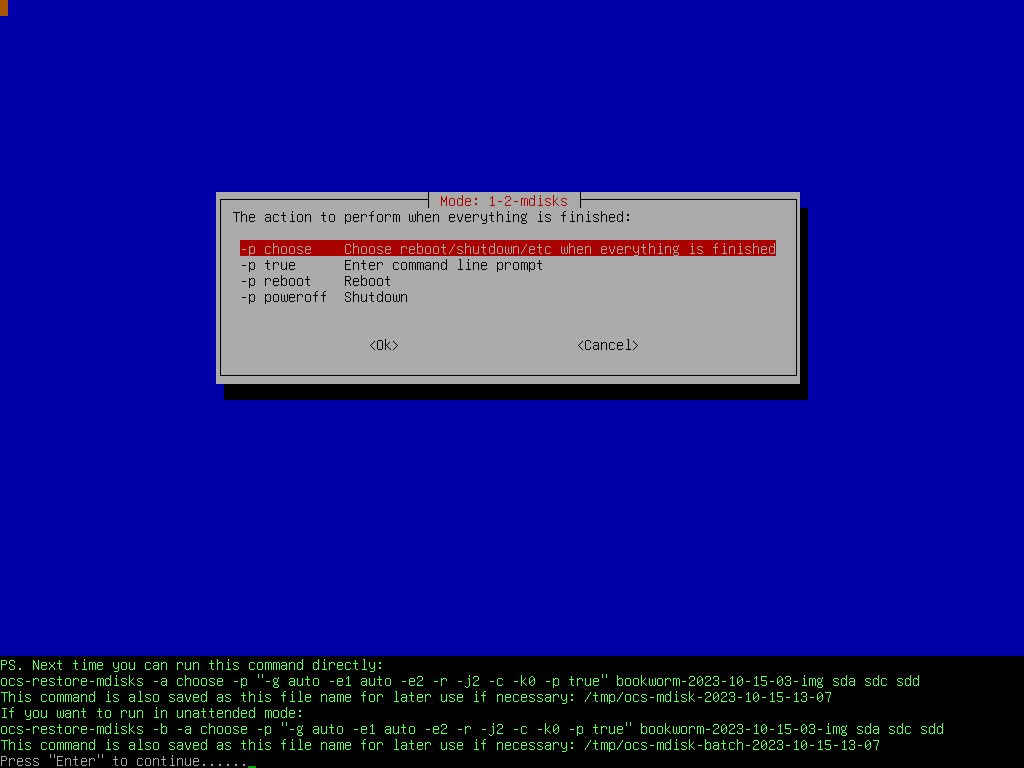 Mode: 1-2-mdisks
The action to perform when everything is finished:
-p choose Choose reboot/shutdown/etc when everything is finished
-p true Enter command line prompt
-p reboot Reboot
-p poweroff Shutdown
<Ok> <Cancel>
PS. Next time you can run this command directly:
ocs-restore-mdisks -a choose -p "-g auto -e1 auto -e2 -r -j2 -c -k0 -p true" bookworm-2023-10-15-03-img sda sdc sdd
This command is also saved as this file name for later use if necessary: /tmp/ocs-mdisk-2023-10-15-13-07
If you want to run in unattended mode:
ocs-restore-mdisks -b -a choose -p "-g auto -e1 auto -e2 -r -j2 -c -k0 -p true" bookworm-2023-10-15-03-img sda sdc sdd
This command is also saved as this file name for later use if necessary: /tmp/ocs-mdisk-batch-2023-10-15-13-07
Press "Enter" to continue......_